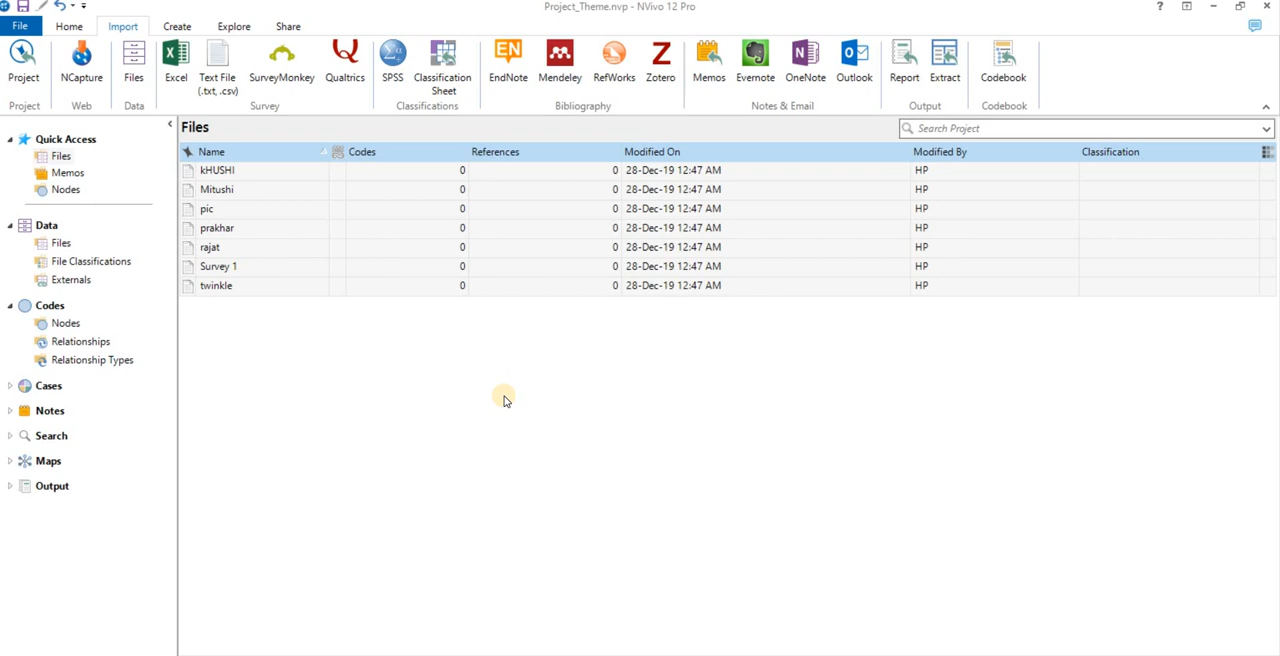 Project_Theme.nvp - NVivo 12 Pro
File Home Import Create Explore Share
Project NCapture Files Excel Text File (.txt, .csv) SurveyMonkey Qualtrics SPSS Classification Sheet EndNote Mendeley RefWorks Zotero Memos Evernote OneNote Outlook Report Extract Codebook
Project Web Data Survey Classifications Bibliography Notes & Email Output Codebook
Quick Access
Files
Memos
Nodes
Data
Files
File Classifications
Externals
Codes
Nodes
Relationships
Relationship Types
Cases
Notes
Search
Maps
Output
Files
Search Project
Name Codes References Modified On Modified By Classification
kHUSHI 0 0 28-Dec-19 12:47 AM HP
Mitushi 0 0 28-Dec-19 12:47 AM HP
pic 0 0 28-Dec-19 12:47 AM HP
prakhar 0 0 28-Dec-19 12:47 AM HP
rajat 0 0 28-Dec-19 12:47 AM HP
Survey 1 0 0 28-Dec-19 12:47 AM HP
twinkle 0 0 28-Dec-19 12:47 AM HP